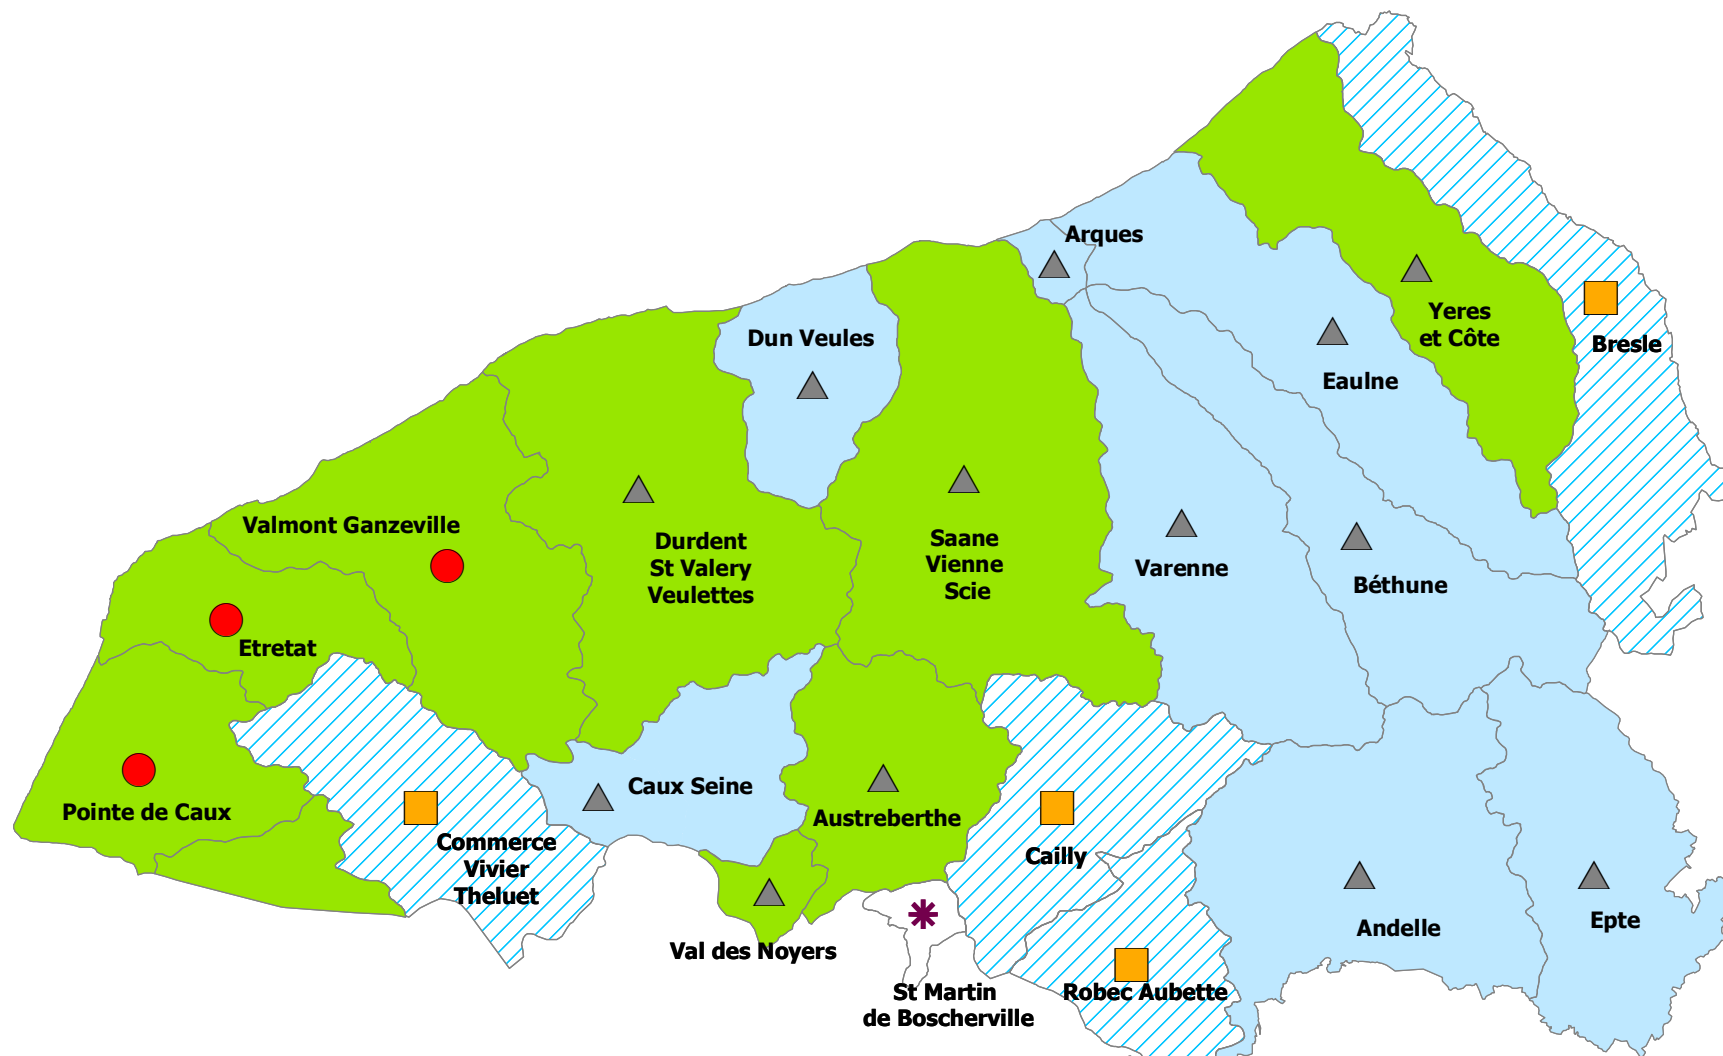 Arques
Yeres
et Côte
Bresle
Dun Veules
Eaulne
Valmont Ganzeville
Durdent
St Valery
Veulettes
Saane
Vienne
Scie
Varenne
Béthune
Etretat
Pointe de Caux
Caux Seine
Austreberthe
Commerce
Vivier
Theluet
Cailly
Val des Noyers
St Martin
de Boscherville
Robec Aubette
Andelle
Epte